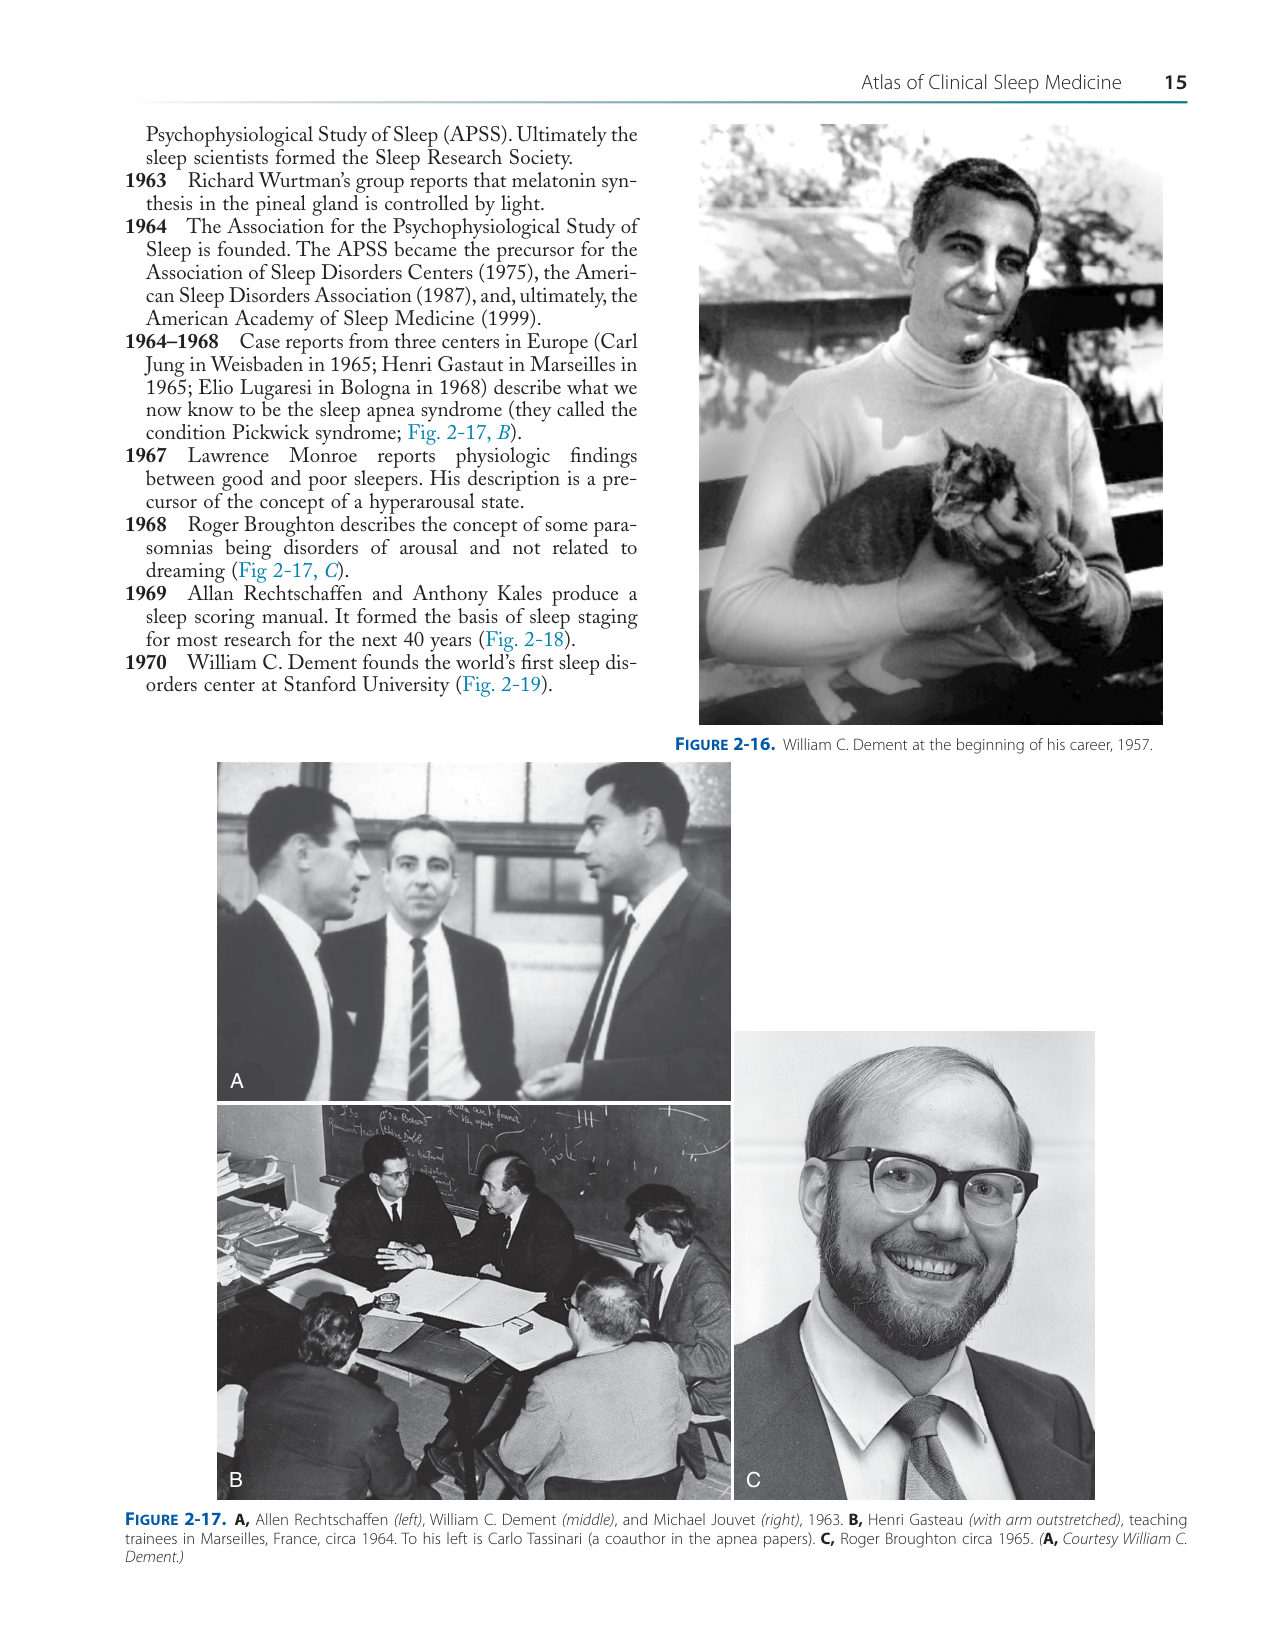 Atlas of Clinical Sleep Medicine 15
Psychophysiological Study of Sleep (APSS). Ultimately the
sleep scientists formed the Sleep Research Society.
1963 Richard Wurtman's group reports that melatonin syn-
thesis in the pineal gland is controlled by light.
1964 The Association for the Psychophysiological Study of
Sleep is founded. The APSS became the precursor for the
Association of Sleep Disorders Centers (1975), the Ameri-
can Sleep Disorders Association (1987), and, ultimately, the
American Academy of Sleep Medicine (1999).
1964–1968 Case reports from three centers in Europe (Carl
Jung in Weisbaden in 1965; Henri Gastaut in Marseilles in
1965; Elio Lugaresi in Bologna in 1968) describe what we
now know to be the sleep apnea syndrome (they called the
condition Pickwick syndrome; Fig. 2-17, B).
1967 Lawrence Monroe reports physiologic findings
between good and poor sleepers. His description is a pre-
cursor of the concept of a hyperarousal state.
1968 Roger Broughton describes the concept of some para-
somnias being disorders of arousal and not related to
dreaming (Fig 2-17, C).
1969 Allan Rechtschaffen and Anthony Kales produce a
sleep scoring manual. It formed the basis of sleep staging
for most research for the next 40 years (Fig. 2-18).
1970 William C. Dement founds the world's first sleep dis-
orders center at Stanford University (Fig. 2-19).
FIGURE 2-16. William C. Dement at the beginning of his career, 1957.
A
B
C
FIGURE 2-17. A, Allen Rechtschaffen (left), William C. Dement (middle), and Michael Jouvet (right), 1963. B, Henri Gasteau (with arm outstretched), teaching
trainees in Marseilles, France, circa 1964. To his left is Carlo Tassinari (a coauthor in the apnea papers). C, Roger Broughton circa 1965. (A, Courtesy William C.
Dement.)